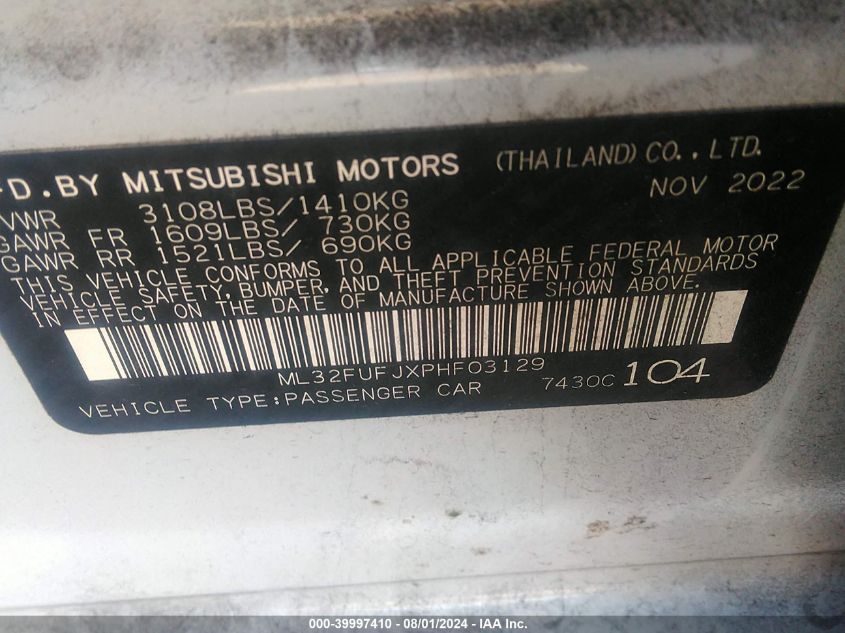 D.BY MITSUBISHI MOTORS (THAILAND) CO., LTD.
NOV 2022
VWR 3108LBS/1410KG
GAWR FR 1609LBS/ 730KG
GAWR RR 1521LBS/ 690KG
THIS VEHICLE CONFORMS TO ALL APPLICABLE FEDERAL MOTOR
VEHICLE SAFETY, BUMPER, AND THEFT PREVENTION STANDARDS
IN EFFECT ON THE DATE OF MANUFACTURE SHOWN ABOVE.
ML32FUFJXPHF03129
VEHICLE TYPE:PASSENGER CAR 7430C 104
000-39997410 - 08/01/2024 - IAA Inc.